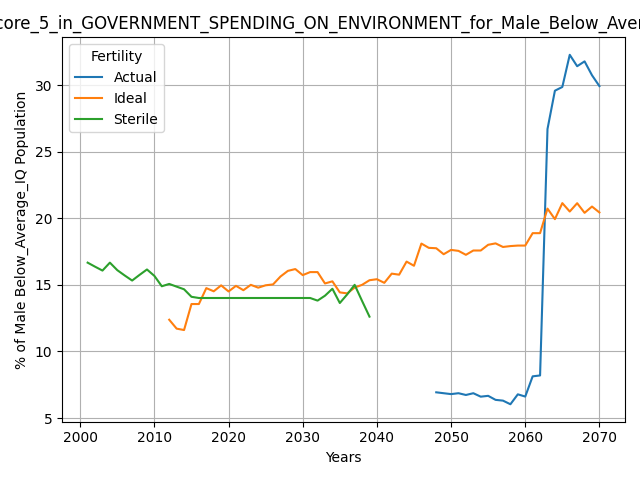 core_5_in_GOVERNMENT_SPENDING_ON_ENVIRONMENT_for_Male_Below_Aver
Fertility
Actual
Ideal
Sterile
% of Male Below_Average_IQ Population
30
25
20
15
10
5
2000 2010 2020 2030 2040 2050 2060 2070
Years